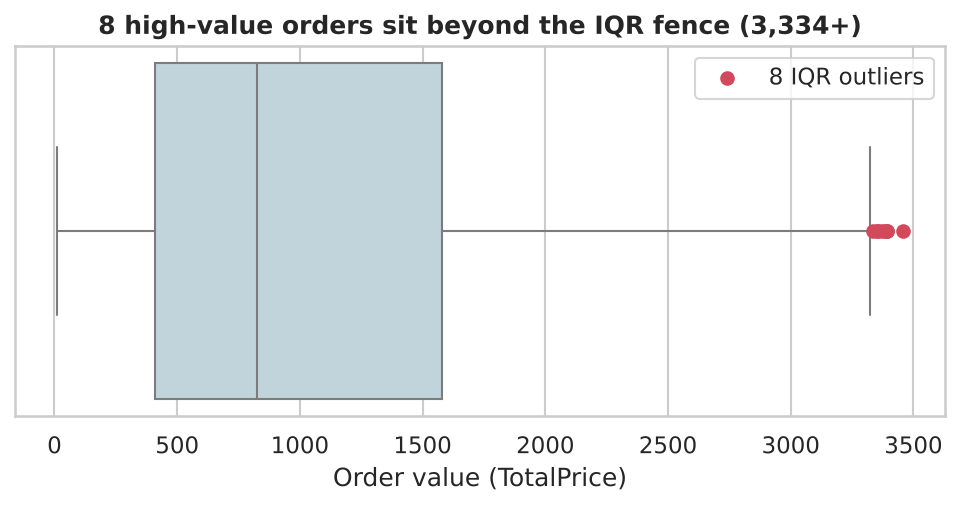 8 high-value orders sit beyond the IQR fence (3,334+)
8 IQR outliers
0 500 1000 1500 2000 2500 3000 3500
Order value (TotalPrice)